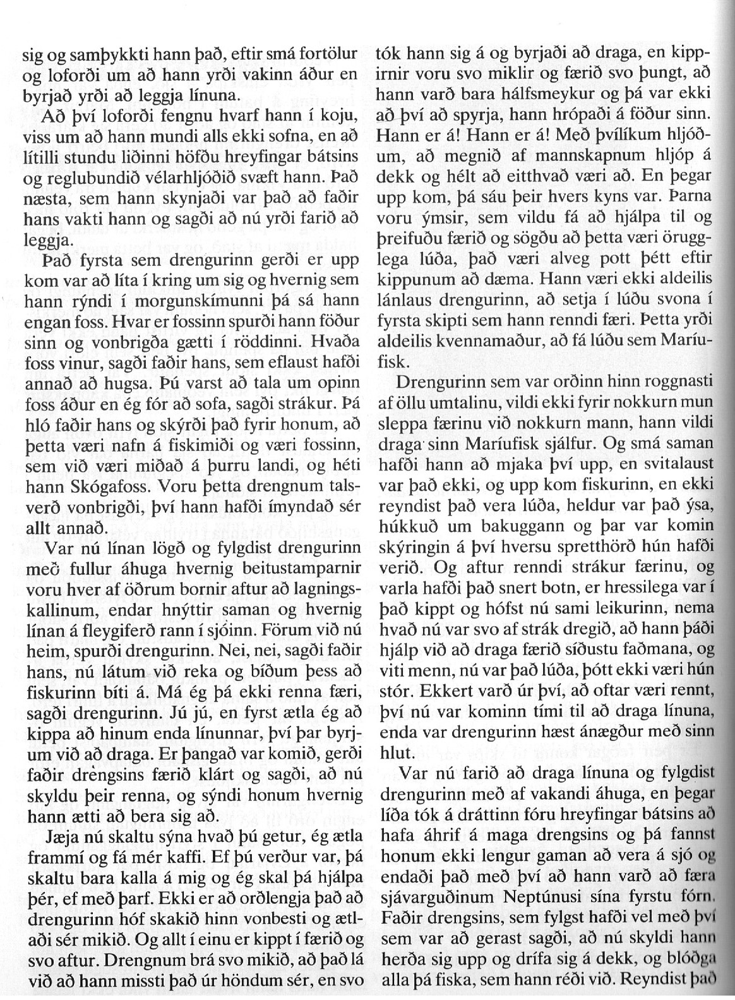 sig og samþykkti hann það, eftir smá fortölur
og loforði um að hann yrði vakinn áður en
byrjað yrði að leggja línuna.
Að því loforði fengnu hvarf hann í koju,
viss um að hann mundi alls ekki sofna, en að
lítilli stundu liðinni höfðu hreyfingar bátsins
og reglubundið vélarhljóðið svæft hann. Það
næsta, sem hann skynjaði var það að faðir
hans vakti hann og sagði að nú yrði farið að
leggja.
Það fyrsta sem drengurinn gerði er upp
kom var að líta í kring um sig og hvernig sem
hann rýndi í morgunskímunni þá sá hann
engan foss. Hvar er fossinn spurði hann föður
sinn og vonbrigða gætti í röddinni. Hvaða
foss vinur, sagði faðir hans, sem eflaust hafði
annað að hugsa. Þú varst að tala um opinn
foss áður en ég fór að sofa, sagði strákur. Þá
hló faðir hans og skýrði það fyrir honum, að
þetta væri nafn á fiskimiði og væri fossinn,
sem við væri miðað á þurru landi, og héti
hann Skógafoss. Voru þetta drengnum tals-
verð vonbrigði, því hann hafði ímyndað sér
allt annað.
Var nú línan lögð og fylgdist drengurinn
með fullur áhuga hvernig beitustamparnir
voru hver af öðrum bornir aftur að lagnings-
kallinum, endar hnýttir saman og hvernig
línan á fleygiferð rann í sjóinn. Förum við nú
heim, spurði drengurinn. Nei, nei, sagði faðir
hans, nú látum við reka og bíðum þess að
fiskurinn bíti á. Má ég þá ekki renna færi,
sagði drengurinn. Jú jú, en fyrst ætla ég að
kippa að hinum enda línunnar, því þar byrj-
um við að draga. Er þangað var komið, gerði
faðir drengsins færið klárt og sagði, að nú
skyldu þeir renna, og sýndi honum hvernig
hann ætti að bera sig að.
Jæja nú skaltu sýna hvað þú getur, ég ætla
frammí og fá mér kaffi. Ef þú verður var, þá
skaltu bara kalla á mig og ég skal þá hjálpa
þér, ef með þarf. Ekki er að orðlengja það að
drengurinn hóf skakið hinn vonbesti og ætl-
aði sér mikið. Og allt í einu er kippt í færið og
svo aftur. Drengnum brá svo mikið, að það lá
við að hann missti það úr höndum sér, en svo
tók hann sig á og byrjaði að draga, en kipp-
irnir voru svo miklir og færið svo þungt, að
hann varð bara hálfsmeykur og þá var ekki
að því að spyrja, hann hrópaði á föður sinn.
Hann er á! Hann er á! Með þvílíkum hljóð-
um, að megnið af mannskapnum hljóp á
dekk og hélt að eitthvað væri að. En þegar
upp kom, þá sáu þeir hvers kyns var. Þarna
voru ýmsir, sem vildu fá að hjálpa til og
þreifuðu færið og sögðu að þetta væri örugg-
lega lúða, það væri alveg pott þétt eftir
kippunum að dæma. Hann væri ekki aldeilis
lánlaus drengurinn, að setja í lúðu svona í
fyrsta skipti sem hann renndi færi. Þetta yrði
aldeilis kvennamaður, að fá lúðu sem Maríu-
fisk.
Drengurinn sem var orðinn hinn roggnasti
af öllu umtalinu, vildi ekki fyrir nokkurn mun
sleppa færinu við nokkurn mann, hann vildi
draga sinn Maríufisk sjálfur. Og smá saman
hafði hann að mjaka því upp, en svitalaust
var það ekki, og upp kom fiskurinn, en ekki
reyndist það vera lúða, heldur var það ýsa,
húkkuð um bakuggann og þar var komin
skýringin á því hversu spretthörð hún hafði
verið. Og aftur renndi strákur færinu, og
varla hafði það snert botn, er hressilega var í
það kippt og hófst nú sami leikurinn, nema
hvað nú var svo af strák dregið, að hann þáði
hjálp við að draga færið síðustu faðmana, og
viti menn, nú var það lúða, þótt ekki væri hún
stór. Ekkert varð úr því, að oftar væri rennt,
því nú var kominn tími til að draga línuna,
enda var drengurinn hæst ánægður með sinn
hlut.
Var nú farið að draga línuna og fylgdist
drengurinn með af vakandi áhuga, en þegar
líða tók á dráttinn fóru hreyfingar bátsins að
hafa áhrif á maga drengsins og þá fannst
honum ekki lengur gaman að vera á sjó og
endaði það með því að hann varð að færa
sjávarguðinum Neptúnusi sína fyrstu fórn.
Faðir drengsins, sem fylgst hafði vel með því
sem var að gerast sagði, að nú skyldi hann
herða sig upp og drífa sig á dekk, og blóðga
alla þá fiska, sem hann réði við. Reyndist það